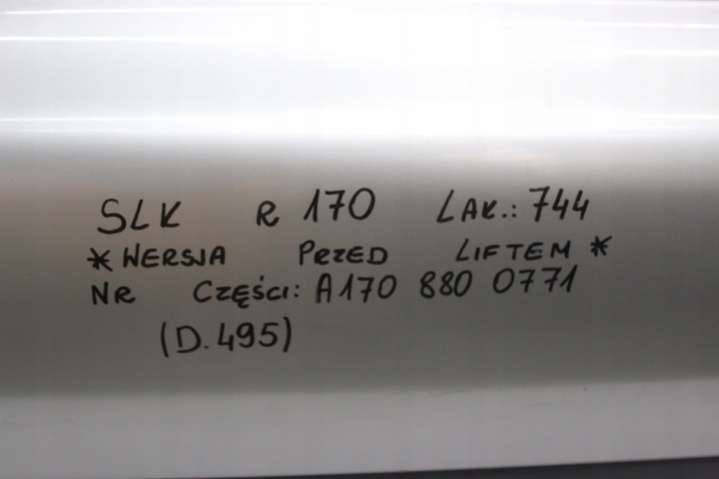 SLK R 170 LAK.: 744
* WERSJA PRZED LIFTEM *
NR CZĘŚCI: A170 880 0771
(D.495)